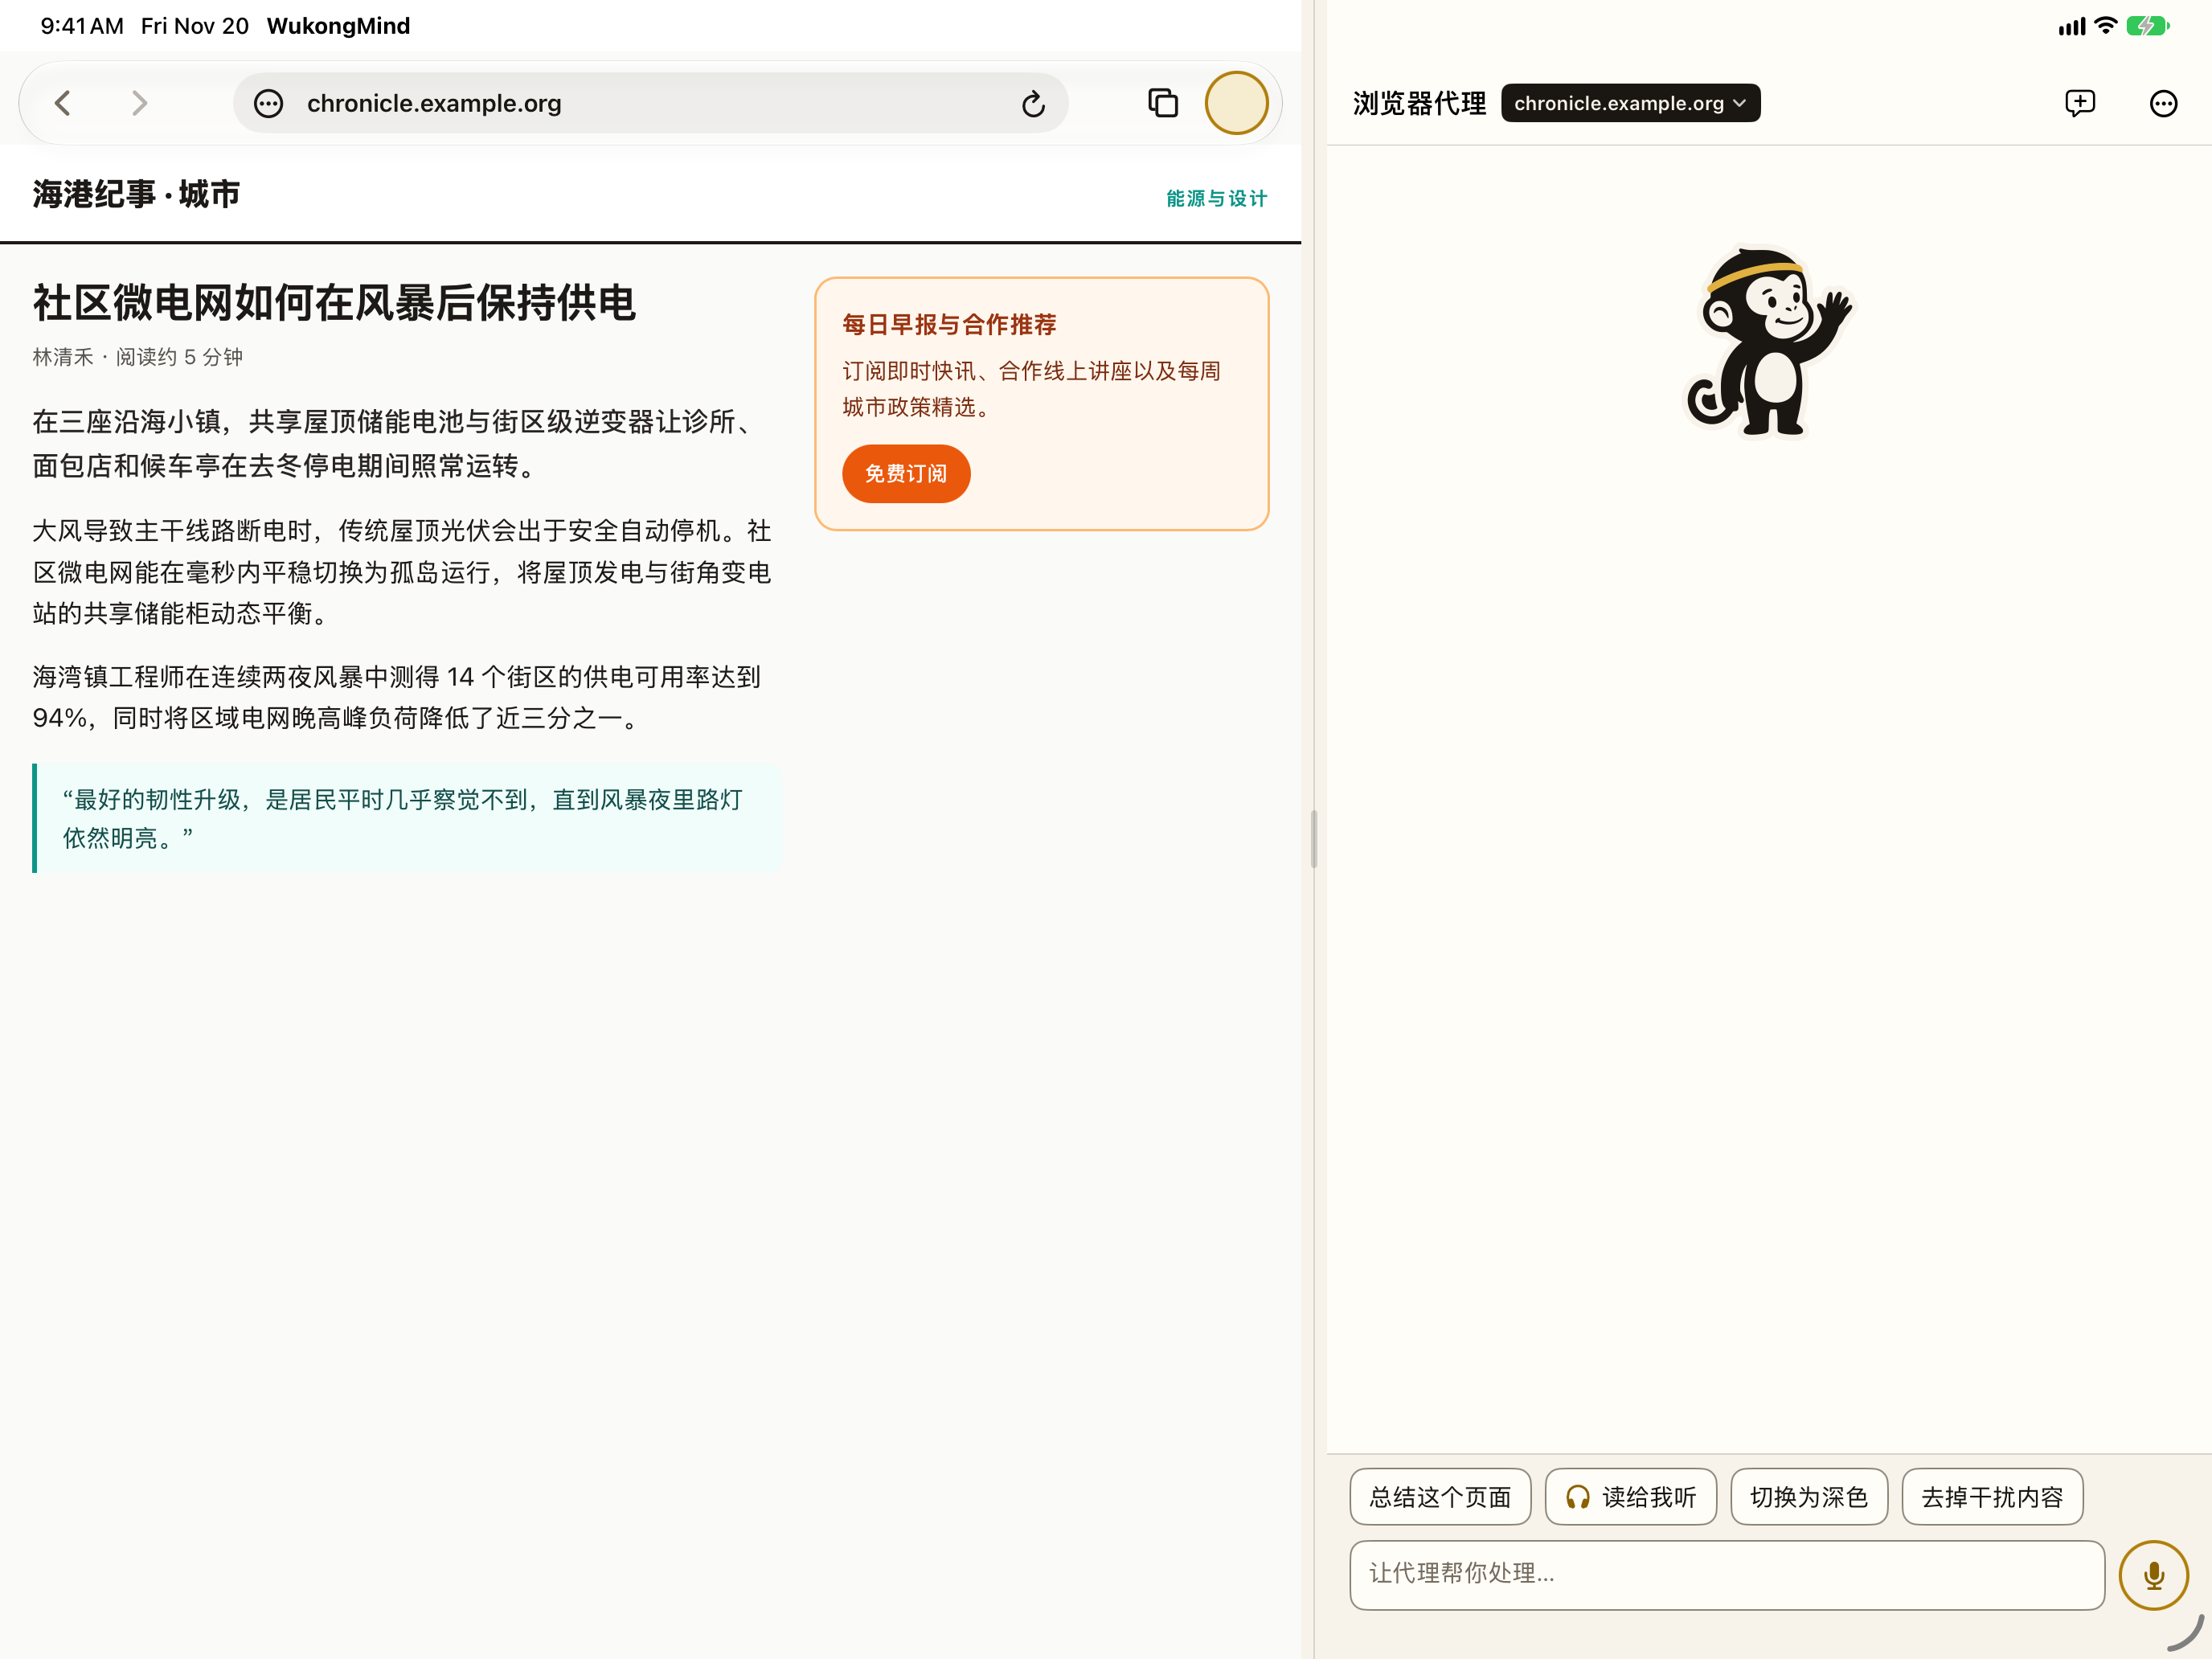 9:41 AM Fri Nov 20 WukongMind
chronicle.example.org
海港纪事 · 城市
能源与设计
社区微电网如何在风暴后保持供电
林清禾 · 阅读约 5 分钟
在三座沿海小镇，共享屋顶储能电池与街区级逆变器让诊所、
面包店和候车亭在去冬停电期间照常运转。
大风导致主干线路断电时，传统屋顶光伏会出于安全自动停机。社
区微电网能在毫秒内平稳切换为孤岛运行，将屋顶发电与街角变电
站的共享储能柜动态平衡。
海湾镇工程师在连续两夜风暴中测得 14 个街区的供电可用率达到
94%，同时将区域电网晚高峰负荷降低了近三分之一。
“最好的韧性升级，是居民平时几乎察觉不到，直到风暴夜里路灯
依然明亮。”
每日早报与合作推荐
订阅即时快讯、合作线上讲座以及每周
城市政策精选。
免费订阅
浏览器代理 chronicle.example.org
总结这个页面 读给我听 切换为深色 去掉干扰内容
让代理帮你处理...